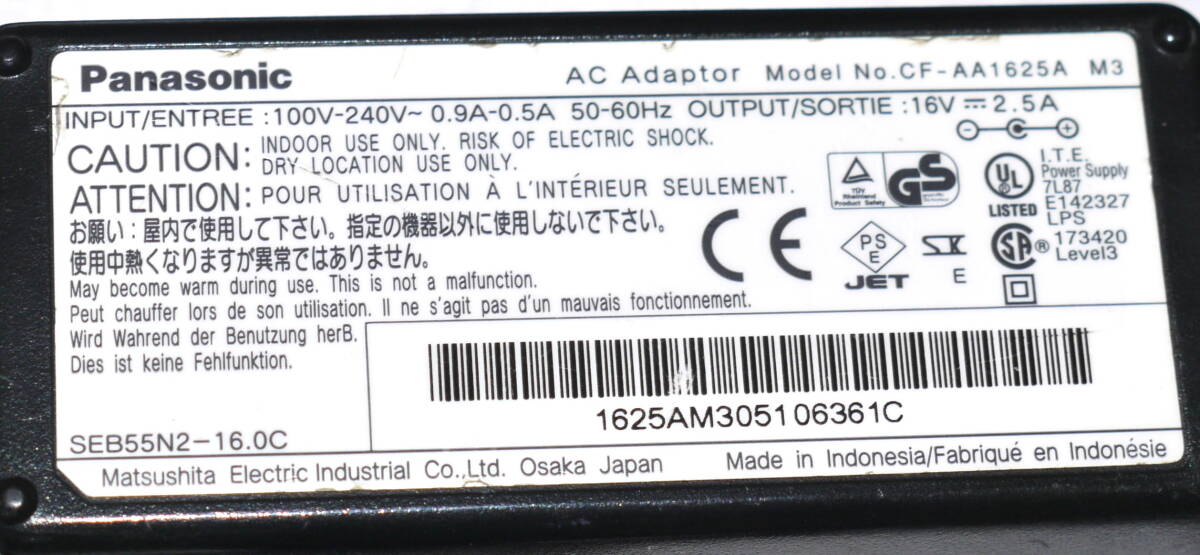 Panasonic AC Adaptor Model No.CF-AA1625A M3
INPUT/ENTREE :100V-240V~ 0.9A-0.5A 50-60Hz OUTPUT/SORTIE :16V ⎓ 2.5A
CAUTION: INDOOR USE ONLY. RISK OF ELECTRIC SHOCK.
DRY LOCATION USE ONLY.
ATTENTION: POUR UTILISATION À L'INTÉRIEUR SEULEMENT.
お願い：屋内で使用して下さい。指定の機器以外に使用しないで下さい。
使用中熱くなりますが異常ではありません。
May become warm during use. This is not a malfunction.
Peut chauffer lors de son utilisation. Il ne s'agit pas d'un mauvais fonctionnement.
Wird Wahrend der Benutzung herB.
Dies ist keine Fehlfunktion.
TÜV
Rheinland
Product Safety
GS
CE
PS
E
JET
SK
E
UL
®
LISTED
I.T.E.
Power Supply
7L87
E142327
LPS
SA ® 173420
Level3
1625AM305106361C
SEB55N2-16.0C
Matsushita Electric Industrial Co.,Ltd. Osaka Japan
Made in Indonesia/Fabriqué en Indonésie